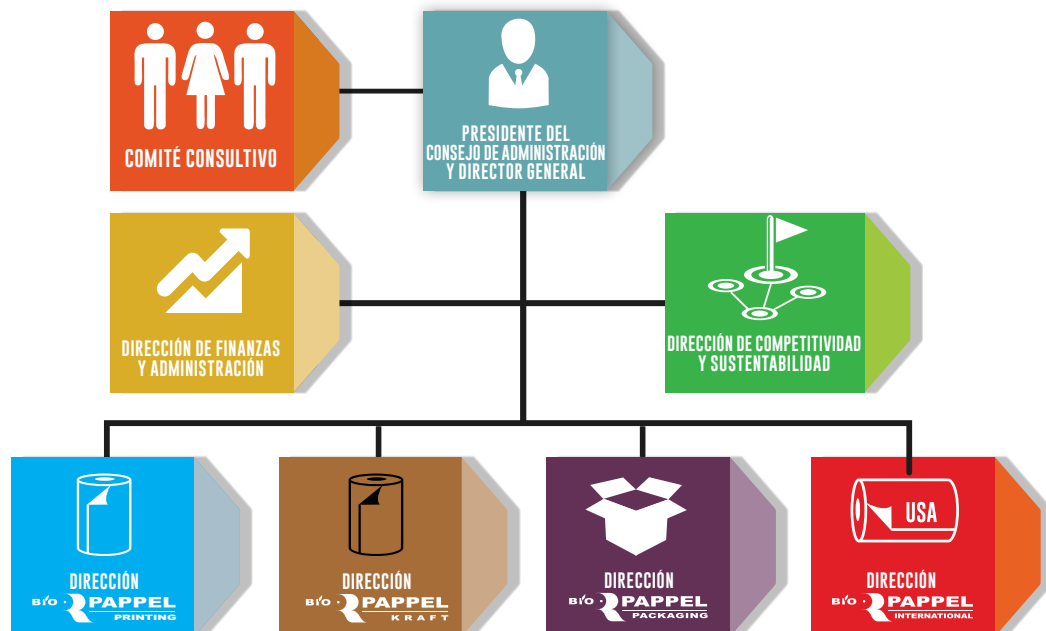 COMITÉ CONSULTIVO
PRESIDENTE DEL
CONSEJO DE ADMINISTRACIÓN
Y DIRECTOR GENERAL
DIRECCIÓN DE FINANZAS
Y ADMINISTRACIÓN
DIRECCIÓN DE COMPETITIVIDAD
Y SUSTENTABILIDAD
DIRECCIÓN
BIO PAPPEL
PRINTING
DIRECCIÓN
BIO PAPPEL
KRAFT
DIRECCIÓN
BIO PAPPEL
PACKAGING
USA
DIRECCIÓN
BIO PAPPEL
INTERNATIONAL